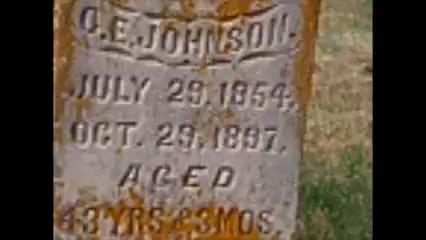 E. JOHNSON.
JULY 29. 1854.
OCT. 29. 1897.
AGED
43 YRS & 3 MOS.